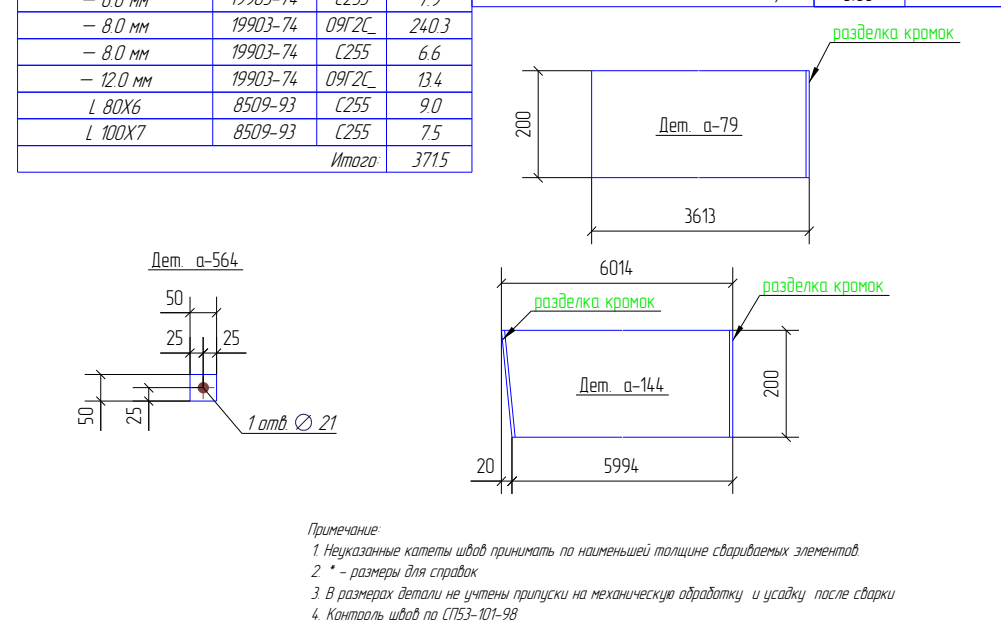 — 8.0 мм 19903-74 09Г2С_ 240.3
— 8.0 мм 19903-74 С255 6.6
— 12.0 мм 19903-74 09Г2С_ 13.4
L 80X6 8509-93 С255 9.0
L 100X7 8509-93 С255 7.5
Итого: 371.5
разделка кромок
200
Дет. а-79
3613
Дет. а-564
50
25 25
50
25
1 отв. ∅ 21
6014
разделка кромок
разделка кромок
Дет. а-144
200
20
5994
Примечание:
1. Неуказанные катеты швов принимать по наименьшей толщине свариваемых элементов.
2. * - размеры для справок
3. В размерах детали не учтены припуски на механическую обработку и усадку после сварки
4. Контроль швов по СП53-101-98